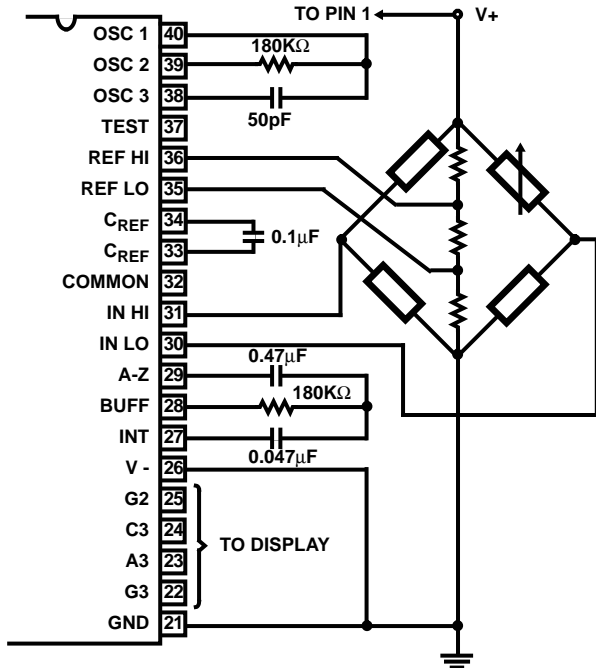 TO PIN 1 V+
OSC 1 40
180KΩ
OSC 2 39
OSC 3 38
50pF
TEST 37
REF HI 36
REF LO 35
CREF 34
0.1µF
CREF 33
COMMON 32
IN HI 31
IN LO 30
0.47µF
A-Z 29
180KΩ
BUFF 28
INT 27
0.047µF
V - 26
G2 25
C3 24
TO DISPLAY
A3 23
G3 22
GND 21